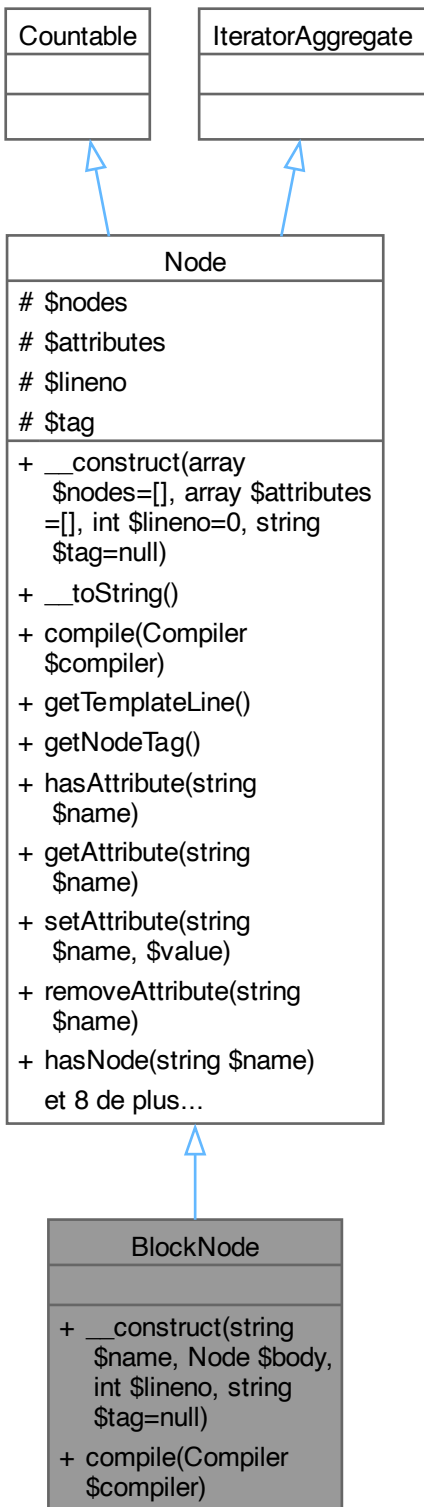 Countable
IteratorAggregate
Node
# $nodes
# $attributes
# $lineno
# $tag
+ __construct(array
$nodes=[], array $attributes
=[], int $lineno=0, string
$tag=null)
+ __toString()
+ compile(Compiler
$compiler)
+ getTemplateLine()
+ getNodeTag()
+ hasAttribute(string
$name)
+ getAttribute(string
$name)
+ setAttribute(string
$name, $value)
+ removeAttribute(string
$name)
+ hasNode(string $name)
et 8 de plus...
BlockNode
+ __construct(string
$name, Node $body,
int $lineno, string
$tag=null)
+ compile(Compiler
$compiler)